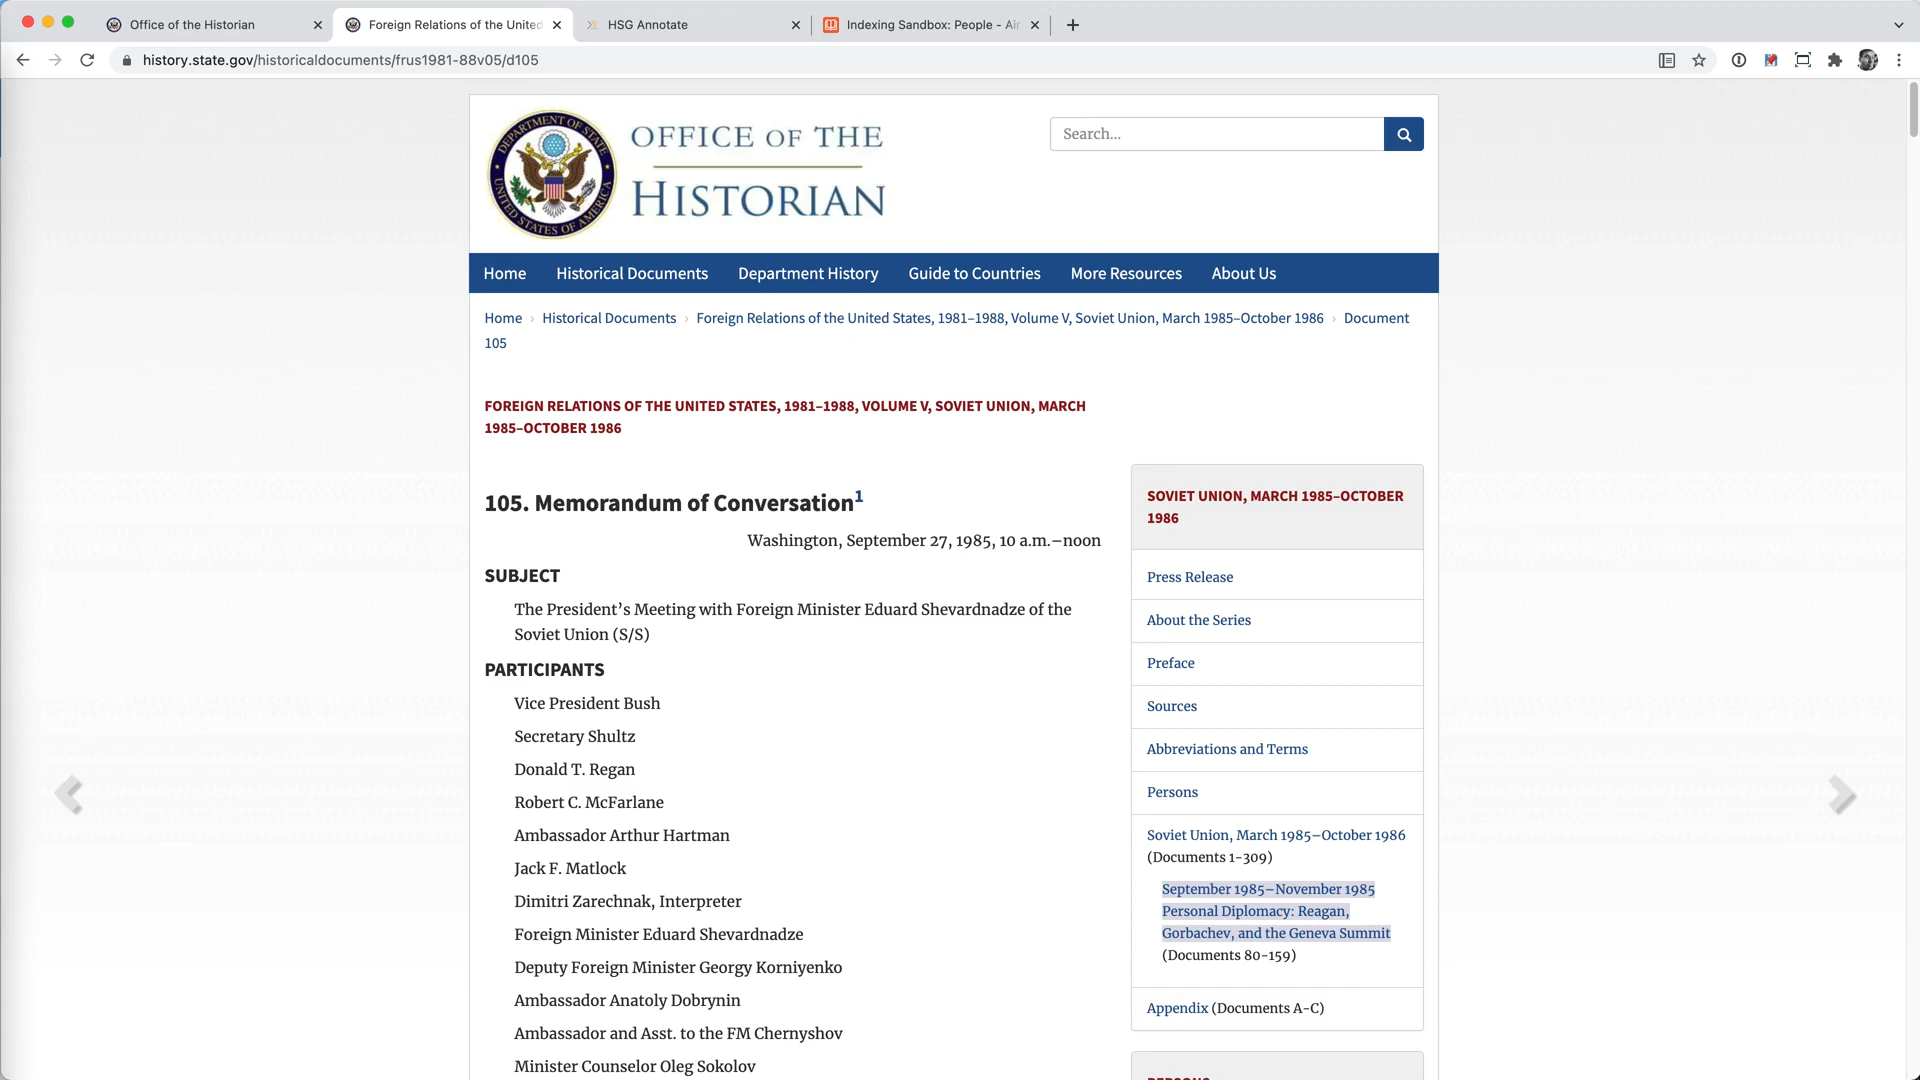 Office of the Historian
Foreign Relations of the United
HSG Annotate
Indexing Sandbox: People - Air
history.state.gov/historicaldocuments/frus1981-88v05/d105
DEPARTMENT OF STATE
UNITED STATES OF AMERICA
OFFICE OF THE
HISTORIAN
Search...
Home
Historical Documents
Department History
Guide to Countries
More Resources
About Us
Home › Historical Documents › Foreign Relations of the United States, 1981–1988, Volume V, Soviet Union, March 1985–October 1986 › Document
105
FOREIGN RELATIONS OF THE UNITED STATES, 1981–1988, VOLUME V, SOVIET UNION, MARCH
1985–OCTOBER 1986
105. Memorandum of Conversation1
Washington, September 27, 1985, 10 a.m.–noon
SUBJECT
The President’s Meeting with Foreign Minister Eduard Shevardnadze of the
Soviet Union (S/S)
PARTICIPANTS
Vice President Bush
Secretary Shultz
Donald T. Regan
Robert C. McFarlane
Ambassador Arthur Hartman
Jack F. Matlock
Dimitri Zarechnak, Interpreter
Foreign Minister Eduard Shevardnadze
Deputy Foreign Minister Georgy Korniyenko
Ambassador Anatoly Dobrynin
Ambassador and Asst. to the FM Chernyshov
Minister Counselor Oleg Sokolov
SOVIET UNION, MARCH 1985–OCTOBER
1986
Press Release
About the Series
Preface
Sources
Abbreviations and Terms
Persons
Soviet Union, March 1985–October 1986
(Documents 1-309)
September 1985–November 1985
Personal Diplomacy: Reagan,
Gorbachev, and the Geneva Summit
(Documents 80-159)
Appendix (Documents A-C)
PERSONS